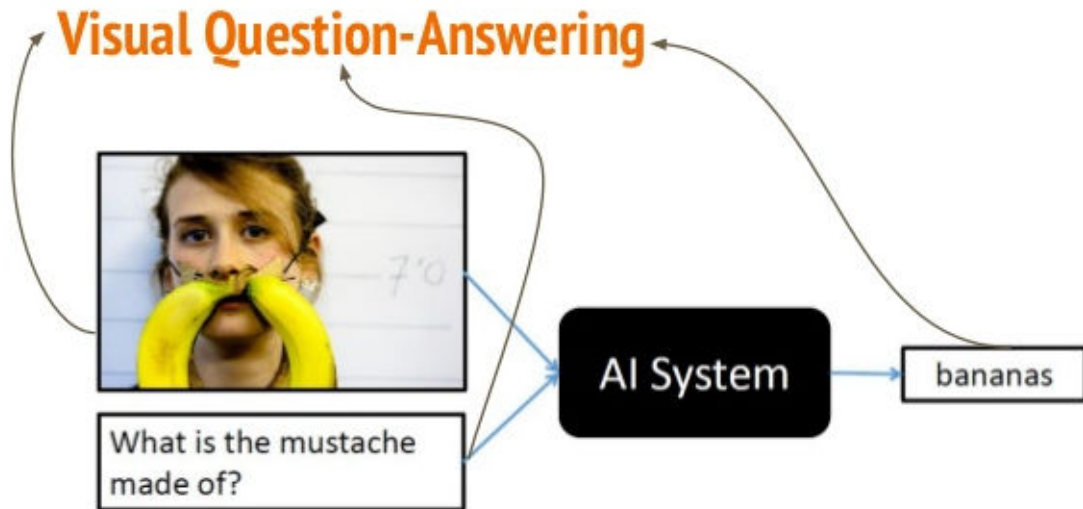 Visual Question-Answering
7'0
What is the mustache
made of?
AI System
bananas